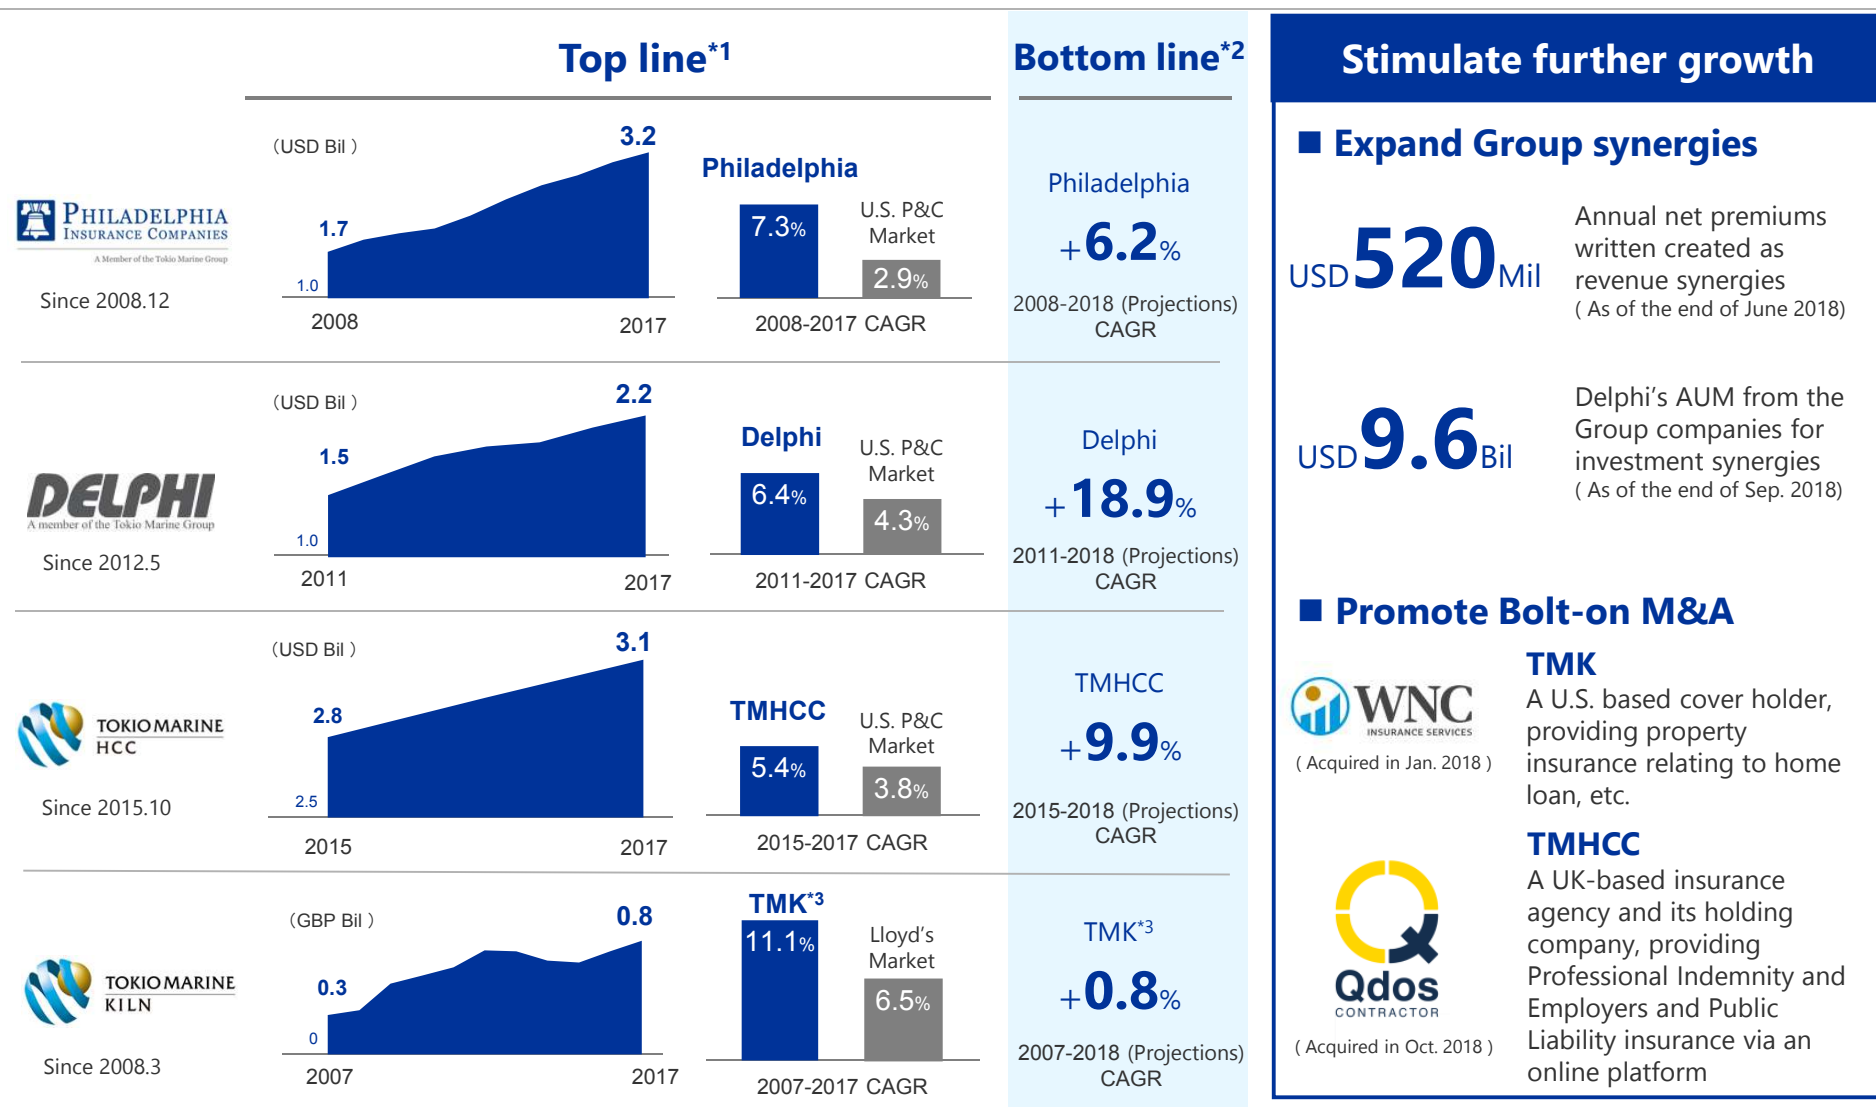 Top line*1
Bottom line*2
Stimulate further growth
PHILADELPHIA
INSURANCE COMPANIES
A Member of the Tokio Marine Group
Since 2008.12
（USD Bil）
3.2
1.7
1.0
2008
2017
Philadelphia
7.3%
U.S. P&C
Market
2.9%
2008-2017 CAGR
Philadelphia
+6.2%
2008-2018 (Projections)
CAGR
DELPHI
A member of the Tokio Marine Group
Since 2012.5
（USD Bil）
2.2
1.5
1.0
2011
2017
Delphi
6.4%
U.S. P&C
Market
4.3%
2011-2017 CAGR
Delphi
+18.9%
2011-2018 (Projections)
CAGR
TOKIO MARINE
HCC
Since 2015.10
（USD Bil）
3.1
2.8
2.5
2015
2017
TMHCC
5.4%
U.S. P&C
Market
3.8%
2015-2017 CAGR
TMHCC
+9.9%
2015-2018 (Projections)
CAGR
TOKIO MARINE
KILN
Since 2008.3
（GBP Bil）
0.8
0.3
0
2007
2017
TMK*3
11.1%
Lloyd's
Market
6.5%
2007-2017 CAGR
TMK*3
+0.8%
2007-2018 (Projections)
CAGR
■ Expand Group synergies
USD520Mil
Annual net premiums
written created as
revenue synergies
( As of the end of June 2018)
USD9.6Bil
Delphi's AUM from the
Group companies for
investment synergies
( As of the end of Sep. 2018)
■ Promote Bolt-on M&A
WNC
INSURANCE SERVICES
( Acquired in Jan. 2018 )
TMK
A U.S. based cover holder,
providing property
insurance relating to home
loan, etc.
Qdos
CONTRACTOR
( Acquired in Oct. 2018 )
TMHCC
A UK-based insurance
agency and its holding
company, providing
Professional Indemnity and
Employers and Public
Liability insurance via an
online platform